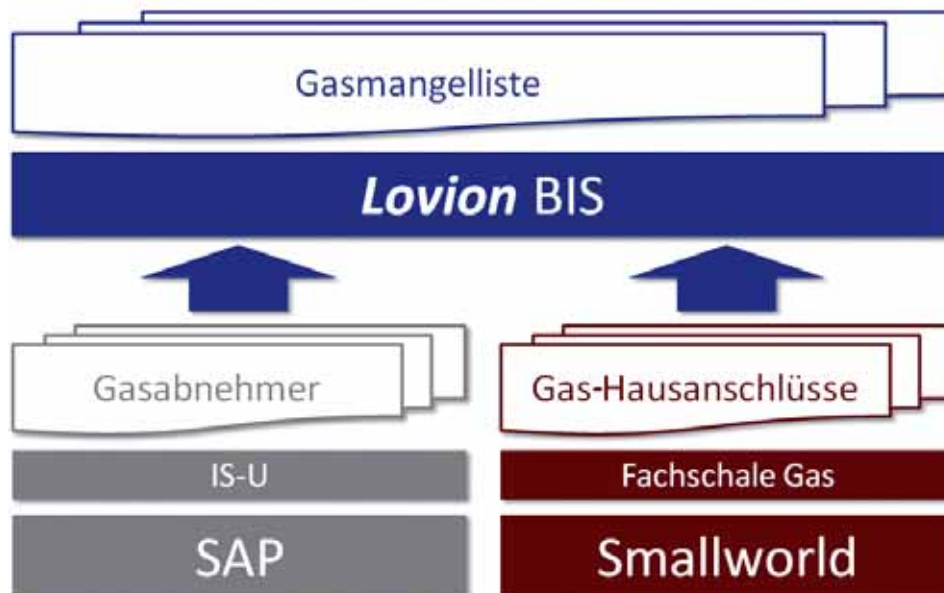 Gasmangelliste
Lovion BIS
Gasabnehmer
Gas-Hausanschlüsse
IS-U
Fachschale Gas
SAP
Smallworld